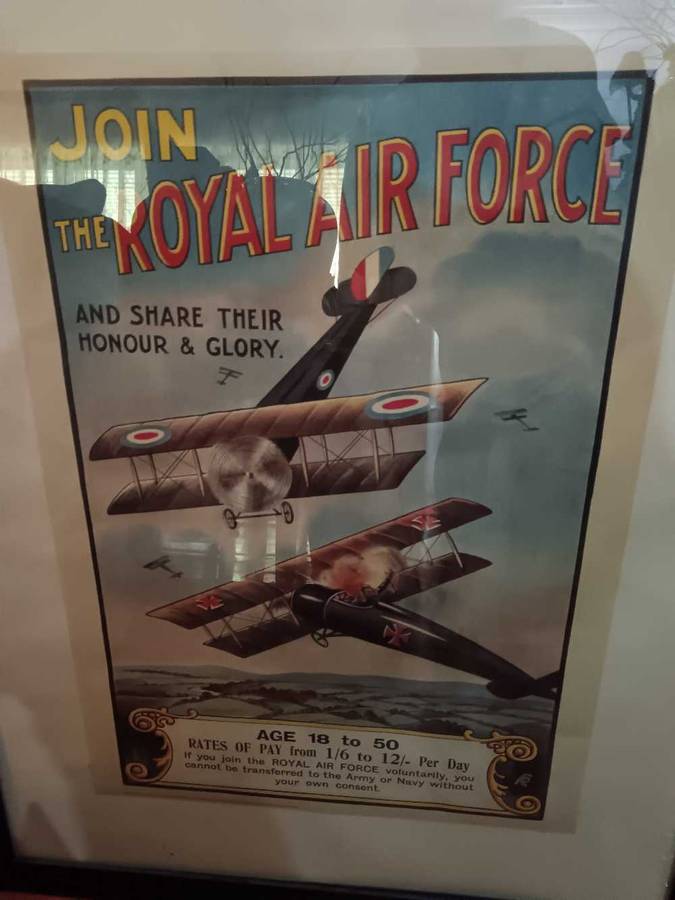 JOIN
THE ROYAL AIR FORCE
AND SHARE THEIR
HONOUR & GLORY.
AGE 18 to 50
RATES OF PAY from 1/6 to 12/- Per Day
If you join the ROYAL AIR FORCE voluntarily, you
cannot be transferred to the Army or Navy without
your own consent.